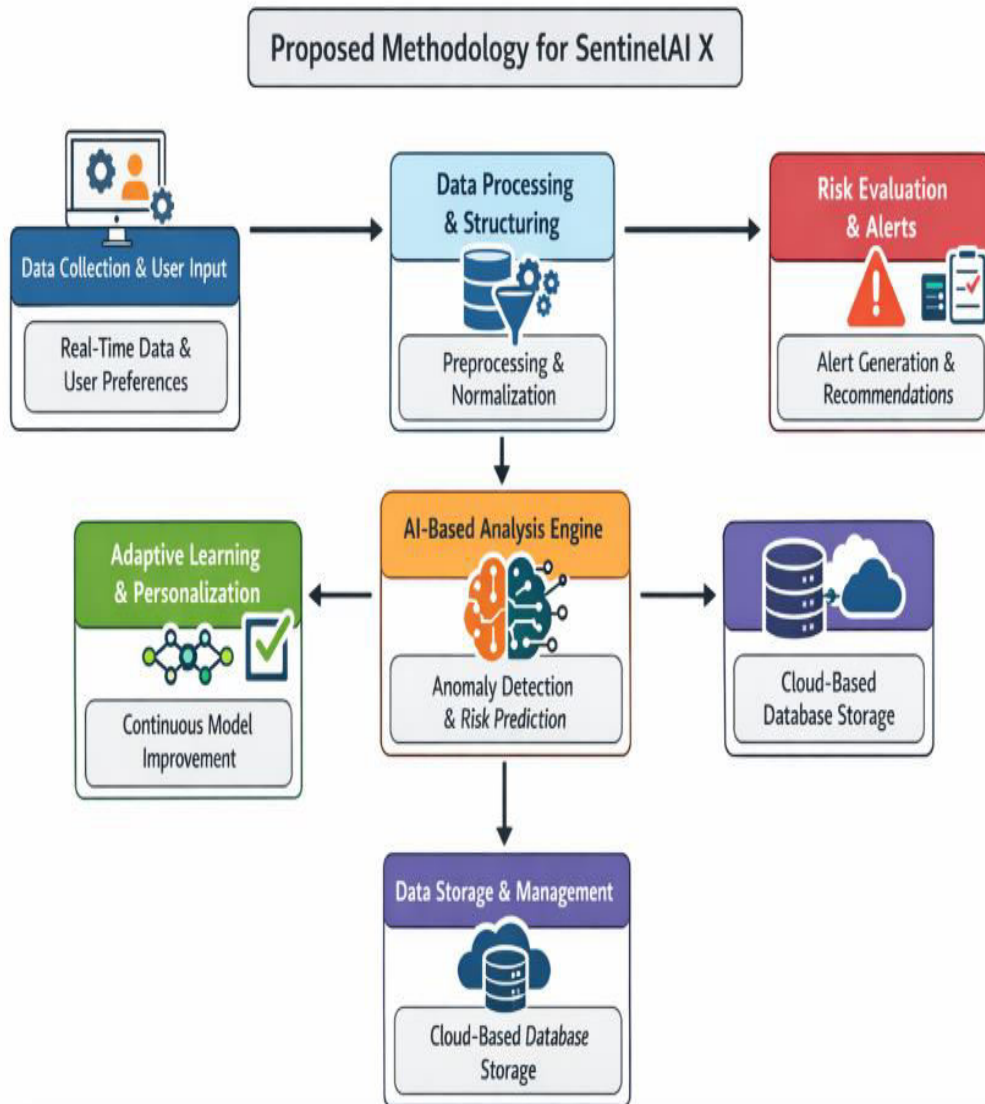 Proposed Methodology for SentinelAI X
Data Collection & User Input
Real-Time Data &
User Preferences
Data Processing
& Structuring
Preprocessing &
Normalization
Risk Evaluation
& Alerts
Alert Generation &
Recommendations
Adaptive Learning
& Personalization
Continuous Model
Improvement
AI-Based Analysis Engine
Anomaly Detection
& Risk Prediction
Cloud-Based
Database Storage
Data Storage & Management
Cloud-Based Database
Storage